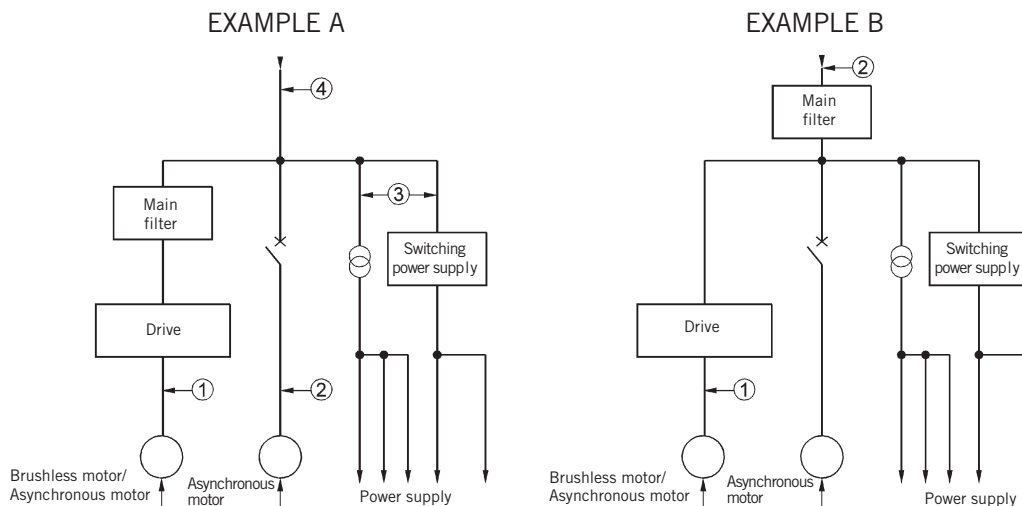 EXAMPLE A
④
Main
filter
③
Switching
power supply
Drive
①
②
Brushless motor/
Asynchronous motor
Asynchronous
motor
Power supply
EXAMPLE B
②
Main
filter
Switching
power supply
Drive
①
Brushless motor/
Asynchronous motor
Asynchronous
motor
Power supply